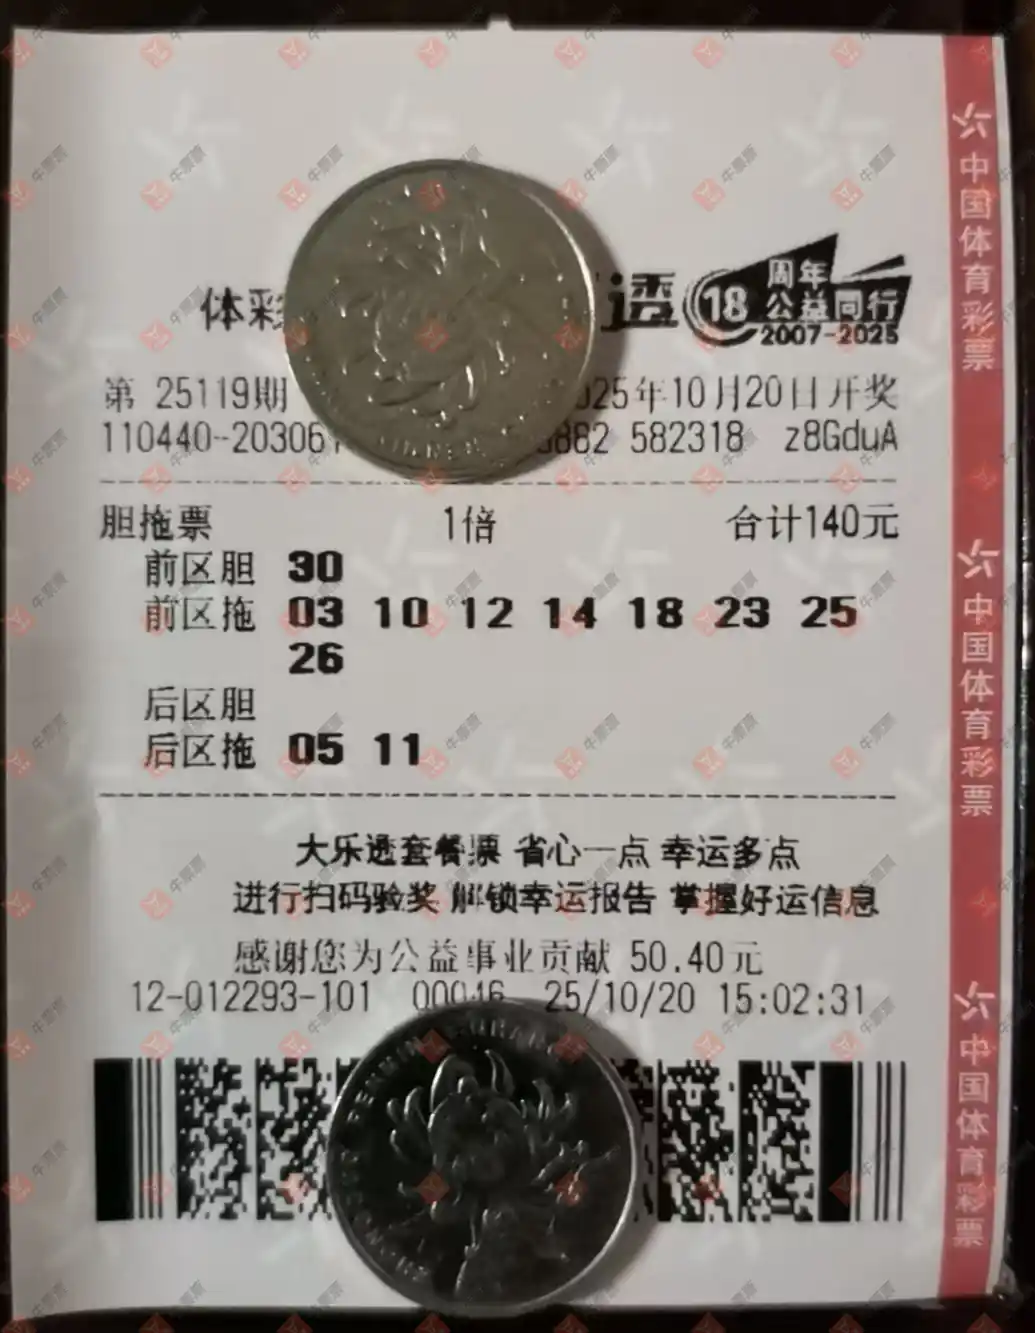 体彩 透 18 周年 公益同行 2007-2025
第 25119期 025年10月20日开奖
110440-20306 882 582318 z8GduA
胆拖票 1倍 合计140元
前区胆 30
前区拖 03 10 12 14 18 23 25
26
后区胆
后区拖 05 11
大乐透套餐票 省心一点 幸运多点
进行扫码验奖 解锁幸运报告 掌握好运信息
感谢您为公益事业贡献 50.40元
12-012293-101 00046 25/10/20 15:02:31
中国体育彩票
中国体育彩票
中国体育彩票
牛票票